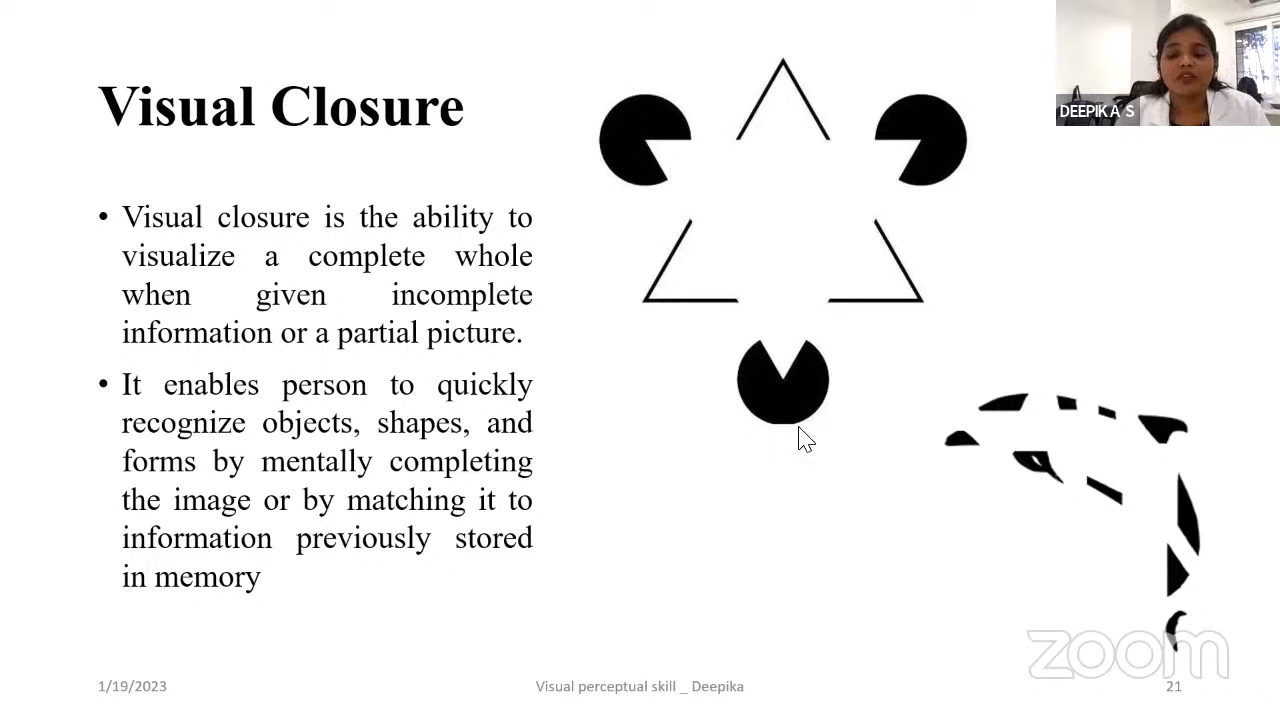 Visual Closure
DEEPIKA S
• Visual closure is the ability to
visualize a complete whole
when given incomplete
information or a partial picture.
• It enables person to quickly
recognize objects, shapes, and
forms by mentally completing
the image or by matching it to
information previously stored
in memory
zoom
1/19/2023
Visual perceptual skill _ Deepika
21